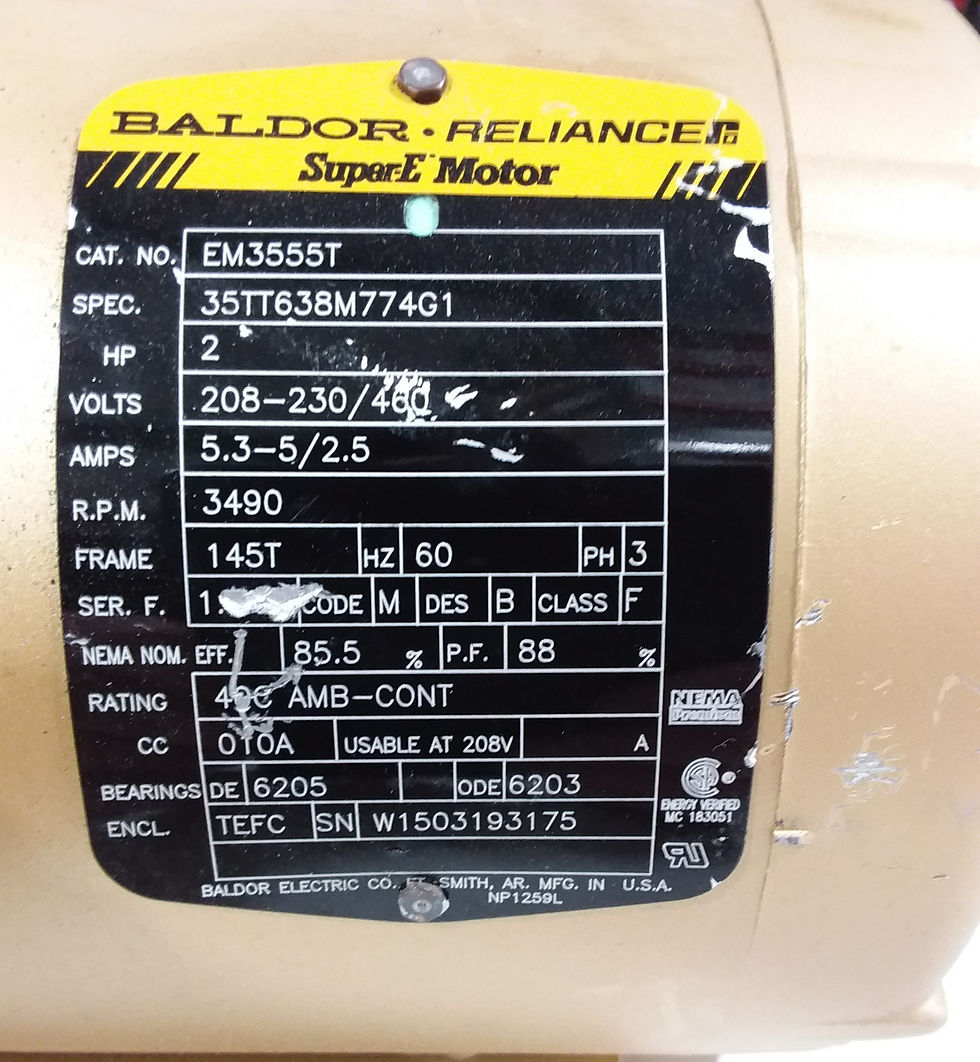 BALDOR • RELIANCE
Super-E Motor
CAT. NO. EM3555T
SPEC. 35TT638M774G1
HP 2
VOLTS 208-230/460
AMPS 5.3-5/2.5
R.P.M. 3490
FRAME 145T HZ 60 PH 3
SER. F. CODE M DES B CLASS F
NEMA NOM. EFF. 85.5 % P.F. 88 %
RATING 40C AMB-CONT
NEMA
Premium
CC 010A USABLE AT 208V A
BEARINGS DE 6205 ODE 6203
ENERGY VERIFIED
MC 183051
ENCL. TEFC SN W1503193175
BALDOR ELECTRIC CO. SMITH, AR. MFG. IN U.S.A.
NP1259L